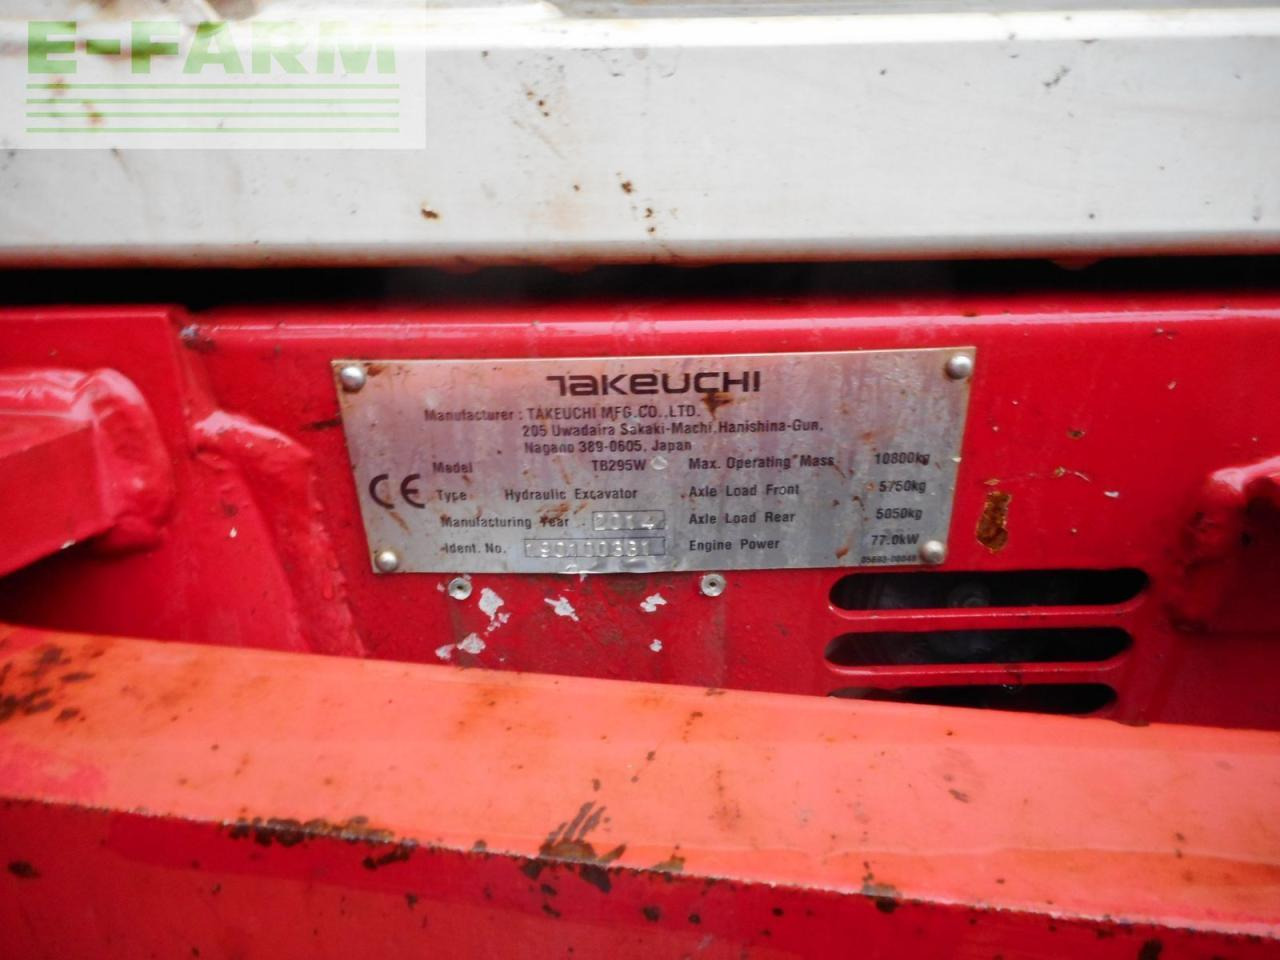 E-FARM
TAKEUCHI
Manufacturer : TAKEUCHI MFG.CO.,LTD.
205 Uwadaira Sakaki-Machi, Hanishina-Gun,
Nagano 389-0605, Japan
CE
Model TB295W
Type Hydraulic Excavator
Manufacturing Year 2014
Ident. No.
Max. Operating Mass 10800kg
Axle Load Front 5750kg
Axle Load Rear 5050kg
Engine Power 77.0kW